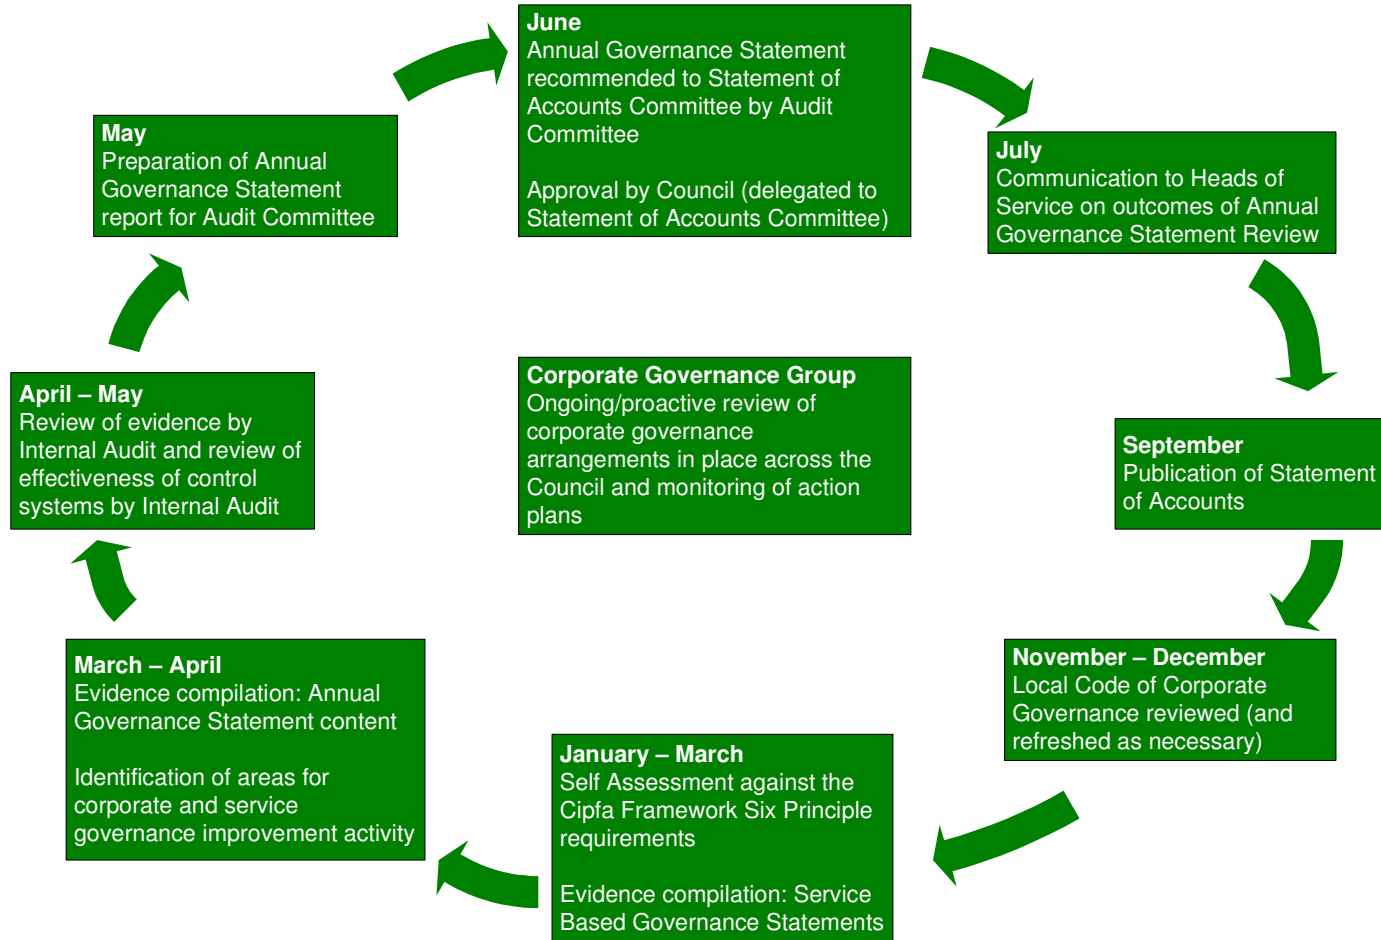 June
Annual Governance Statement
recommended to Statement of
Accounts Committee by Audit
Committee
Approval by Council (delegated to
Statement of Accounts Committee)
July
Communication to Heads of
Service on outcomes of Annual
Governance Statement Review
September
Publication of Statement
of Accounts
November – December
Local Code of Corporate
Governance reviewed (and
refreshed as necessary)
January – March
Self Assessment against the
Cipfa Framework Six Principle
requirements
Evidence compilation: Service
Based Governance Statements
March – April
Evidence compilation: Annual
Governance Statement content
Identification of areas for
corporate and service
governance improvement activity
April – May
Review of evidence by
Internal Audit and review of
effectiveness of control
systems by Internal Audit
May
Preparation of Annual
Governance Statement
report for Audit Committee
Corporate Governance Group
Ongoing/proactive review of
corporate governance
arrangements in place across the
Council and monitoring of action
plans